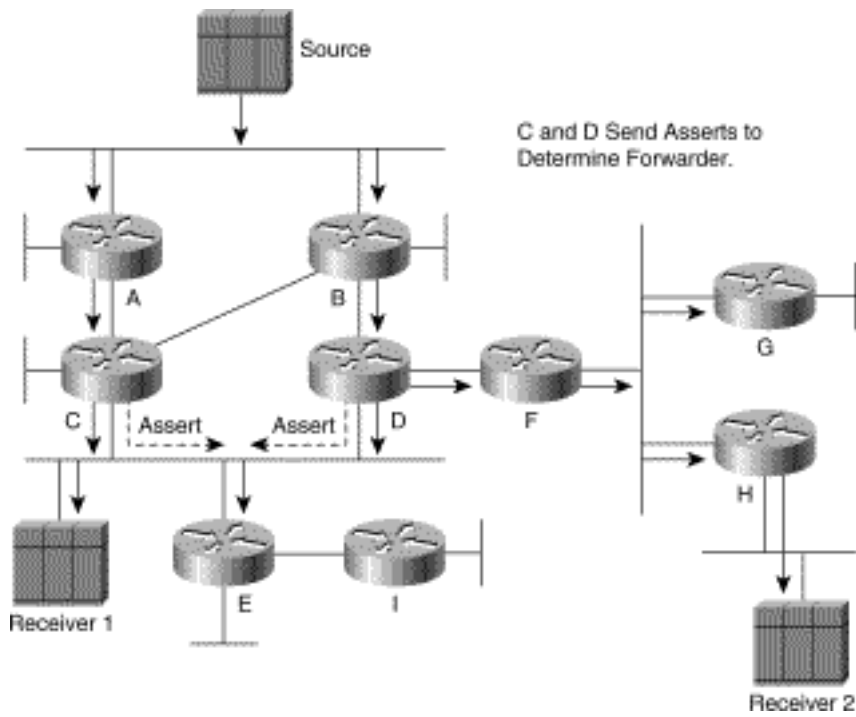 Source
C and D Send Asserts to
Determine Forwarder.
A
B
G
C
Assert
Assert
D
F
H
E
I
Receiver 1
Receiver 2